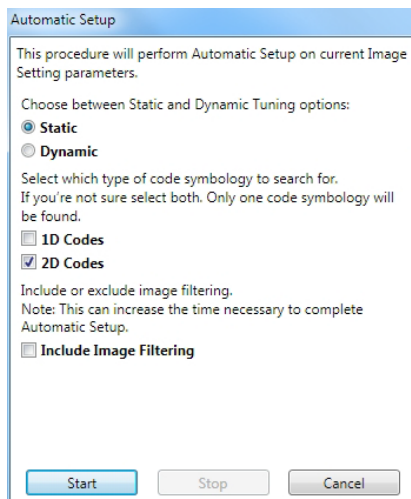 Automatic Setup
This procedure will perform Automatic Setup on current Image
Setting parameters.
Choose between Static and Dynamic Tuning options:
Static
Dynamic
Select which type of code symbology to search for.
If you're not sure select both. Only one code symbology will
be found.
1D Codes
2D Codes
Include or exclude image filtering.
Note: This can increase the time necessary to complete
Automatic Setup.
Include Image Filtering
Start Stop Cancel